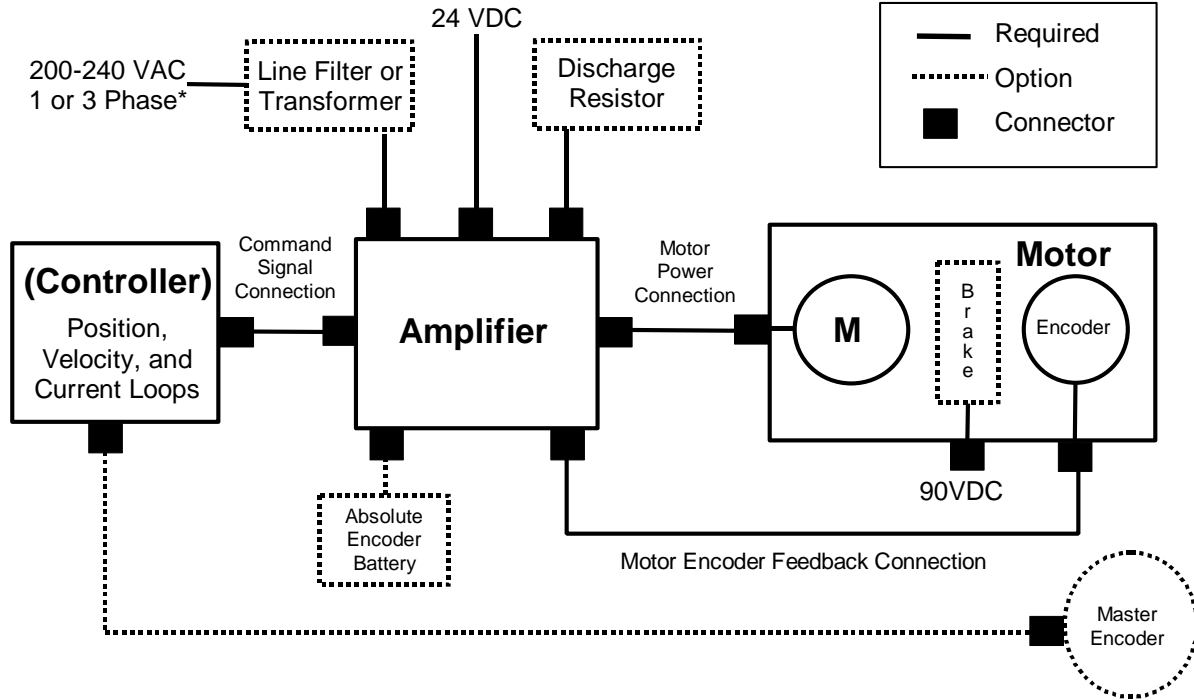 24 VDC
200-240 VAC
1 or 3 Phase*
Line Filter or
Transformer
Discharge
Resistor
Required
Option
Connector
(Controller)
Position,
Velocity, and
Current Loops
Command
Signal
Connection
Amplifier
Motor
Power
Connection
Motor
M
Brake
Encoder
90VDC
Absolute
Encoder
Battery
Motor Encoder Feedback Connection
Master
Encoder